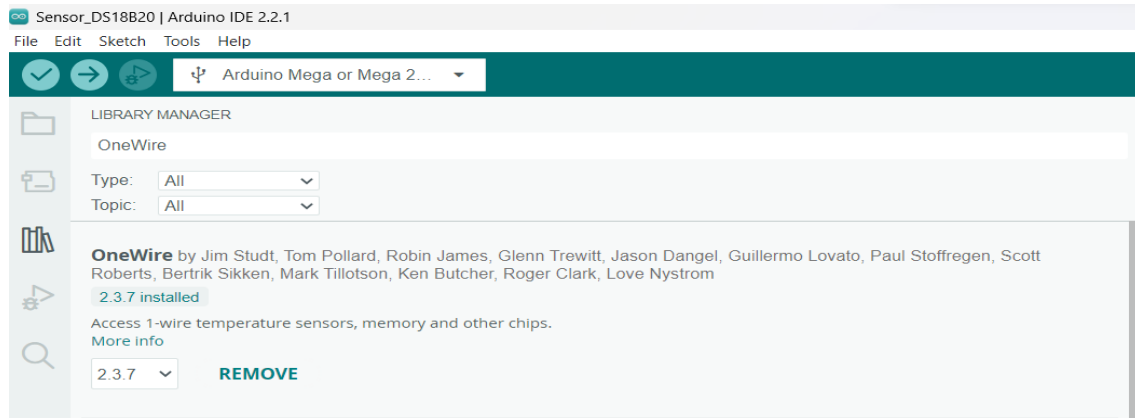 Sensor_DS18B20 | Arduino IDE 2.2.1
File Edit Sketch Tools Help
Arduino Mega or Mega 2...
LIBRARY MANAGER
OneWire
Type: All
Topic: All
OneWire by Jim Studt, Tom Pollard, Robin James, Glenn Trewitt, Jason Dangel, Guillermo Lovato, Paul Stoffregen, Scott
Roberts, Bertrik Sikken, Mark Tillotson, Ken Butcher, Roger Clark, Love Nystrom
2.3.7 installed
Access 1-wire temperature sensors, memory and other chips.
More info
2.3.7 REMOVE